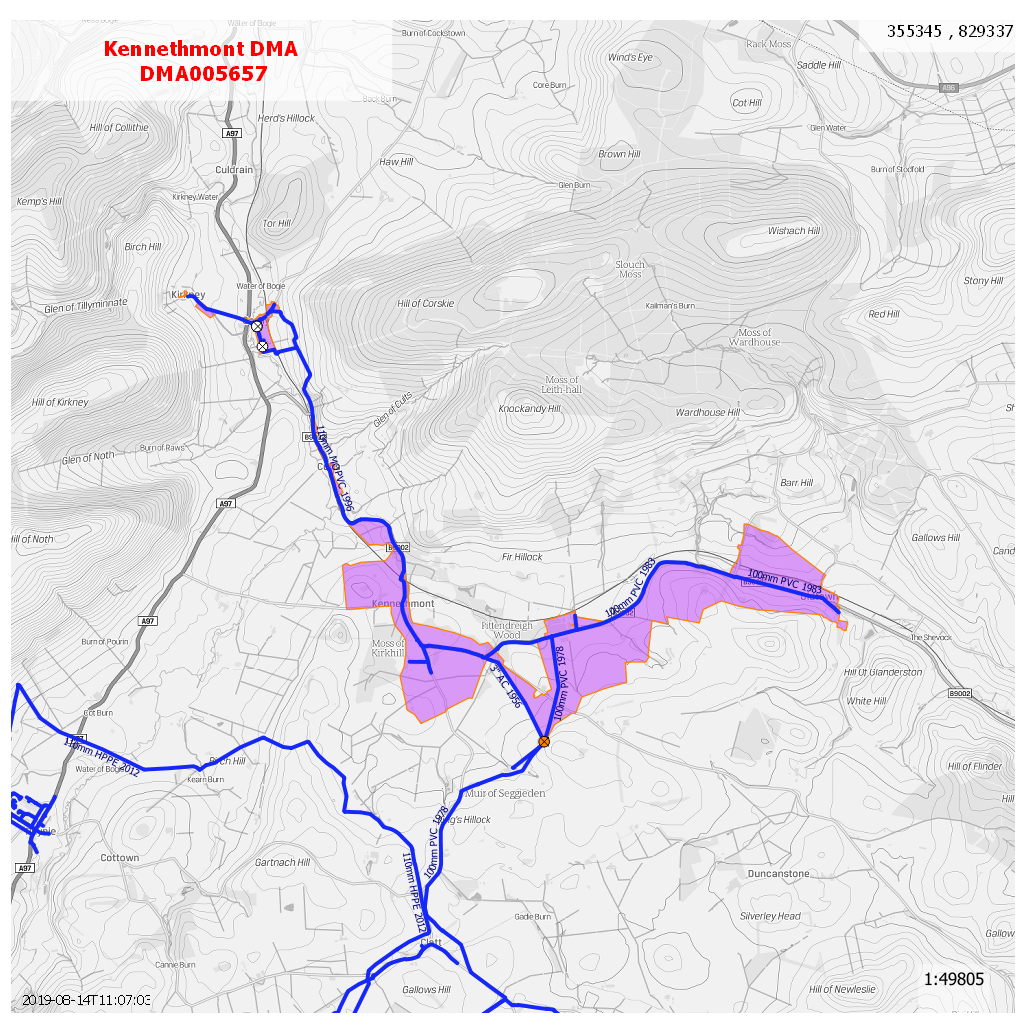 Water of Bogie
Burn of Cockstown
355345 , 829337
Rark Moss
Kennethmont DMA
DMA005657
Wind's Eye
Saddle Hill
Core Burn
A96
Buck Burn
Cot Hill
Herd's Hillock
Hill of Collithie
A97
Glen Water
Brown Hill
Haw Hill
Culdrain
Burn of Stodfold
Glen Burn
Kirkney Water
Kemp's Hill
Tor Hill
Wishach Hill
Birch Hill
Slouch
Moss
Stony Hill
Water of Bogie
Kirkney
Glen of Tillyminnate
Hill of Corskie
Kailman's Burn
Red Hill
Moss of
Wardhouse
Moss of
Leith-hall
Hill of Kirkney
Glen of Cults
Knockandy Hill
Wardhouse Hill
110mm MOPVC 1996
Burn of Raws
Glen of Noth
Barr Hill
A97
Hill of Noth
Gallows Hill
B9002
Fir Hillock
100mm PVC 1983
100mm PVC 1983
Kennethmont
A97
Pittendreigh
Wood
The Shevock
Burn of Pourin
Moss of
Kirkhill
100mm PVC 1978
3" AC 1956
Hill Of Glanderston
B9002
White Hill
Cot Burn
110mm HPPE 2012
Water of Bogie
Birch Hill
Kearn Burn
Hill of Flinder
Muir of Seggieden
100mm PVC 1978
110mm HPPE 2012
Cottown
Gartnach Hill
A97
Duncanstone
Gadie Burn
Silverley Head
Clatt
Cannie Burn
1:49805
Gallows Hill
Hill of Newleslie
2019-08-14T11:07:03